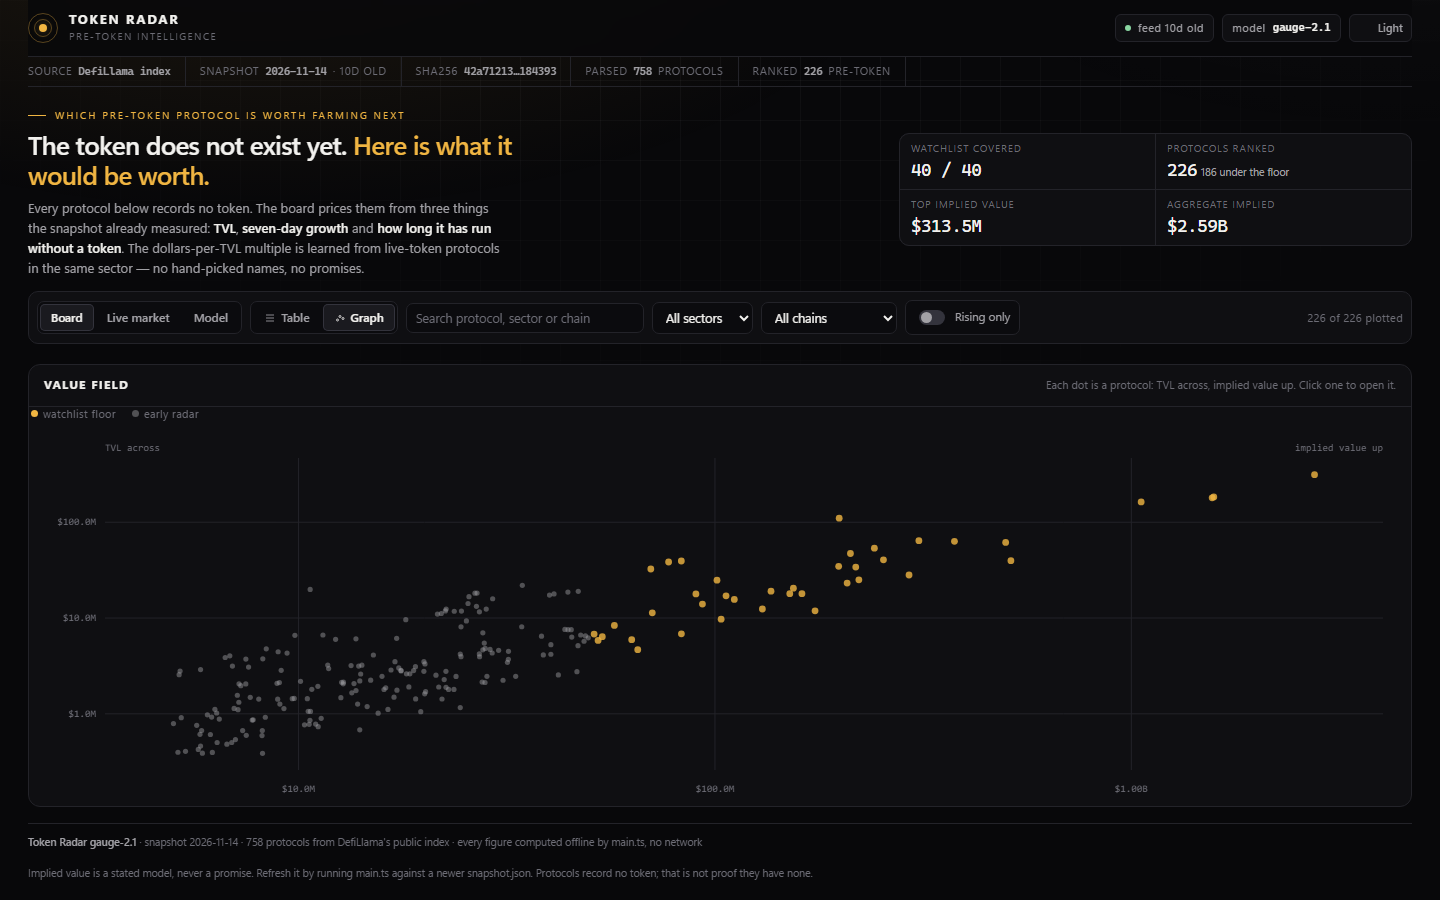 TOKEN RADAR
PRE-TOKEN INTELLIGENCE
feed 10d old
model gauge-2.1
Light
SOURCE DefiLlama index
SNAPSHOT 2026-11-14 · 10D OLD
SHA256 42a71213…184393
PARSED 758 PROTOCOLS
RANKED 226 PRE-TOKEN
WHICH PRE-TOKEN PROTOCOL IS WORTH FARMING NEXT
The token does not exist yet. Here is what it
would be worth.
Every protocol below records no token. The board prices them from three things
the snapshot already measured: TVL, seven-day growth and how long it has run
without a token. The dollars-per-TVL multiple is learned from live-token protocols
in the same sector — no hand-picked names, no promises.
WATCHLIST COVERED
40 / 40
PROTOCOLS RANKED
226 186 under the floor
TOP IMPLIED VALUE
$313.5M
AGGREGATE IMPLIED
$2.59B
Board
Live market
Model
Table
Graph
Search protocol, sector or chain
All sectors
All chains
Rising only
226 of 226 plotted
VALUE FIELD
Each dot is a protocol: TVL across, implied value up. Click one to open it.
watchlist floor
early radar
TVL across
implied value up
$100.0M
$10.0M
$1.0M
$10.0M
$100.0M
$1.00B
Token Radar gauge-2.1 · snapshot 2026-11-14 · 758 protocols from DefiLlama's public index · every figure computed offline by main.ts, no network
Implied value is a stated model, never a promise. Refresh it by running main.ts against a newer snapshot.json. Protocols record no token; that is not proof they have none.